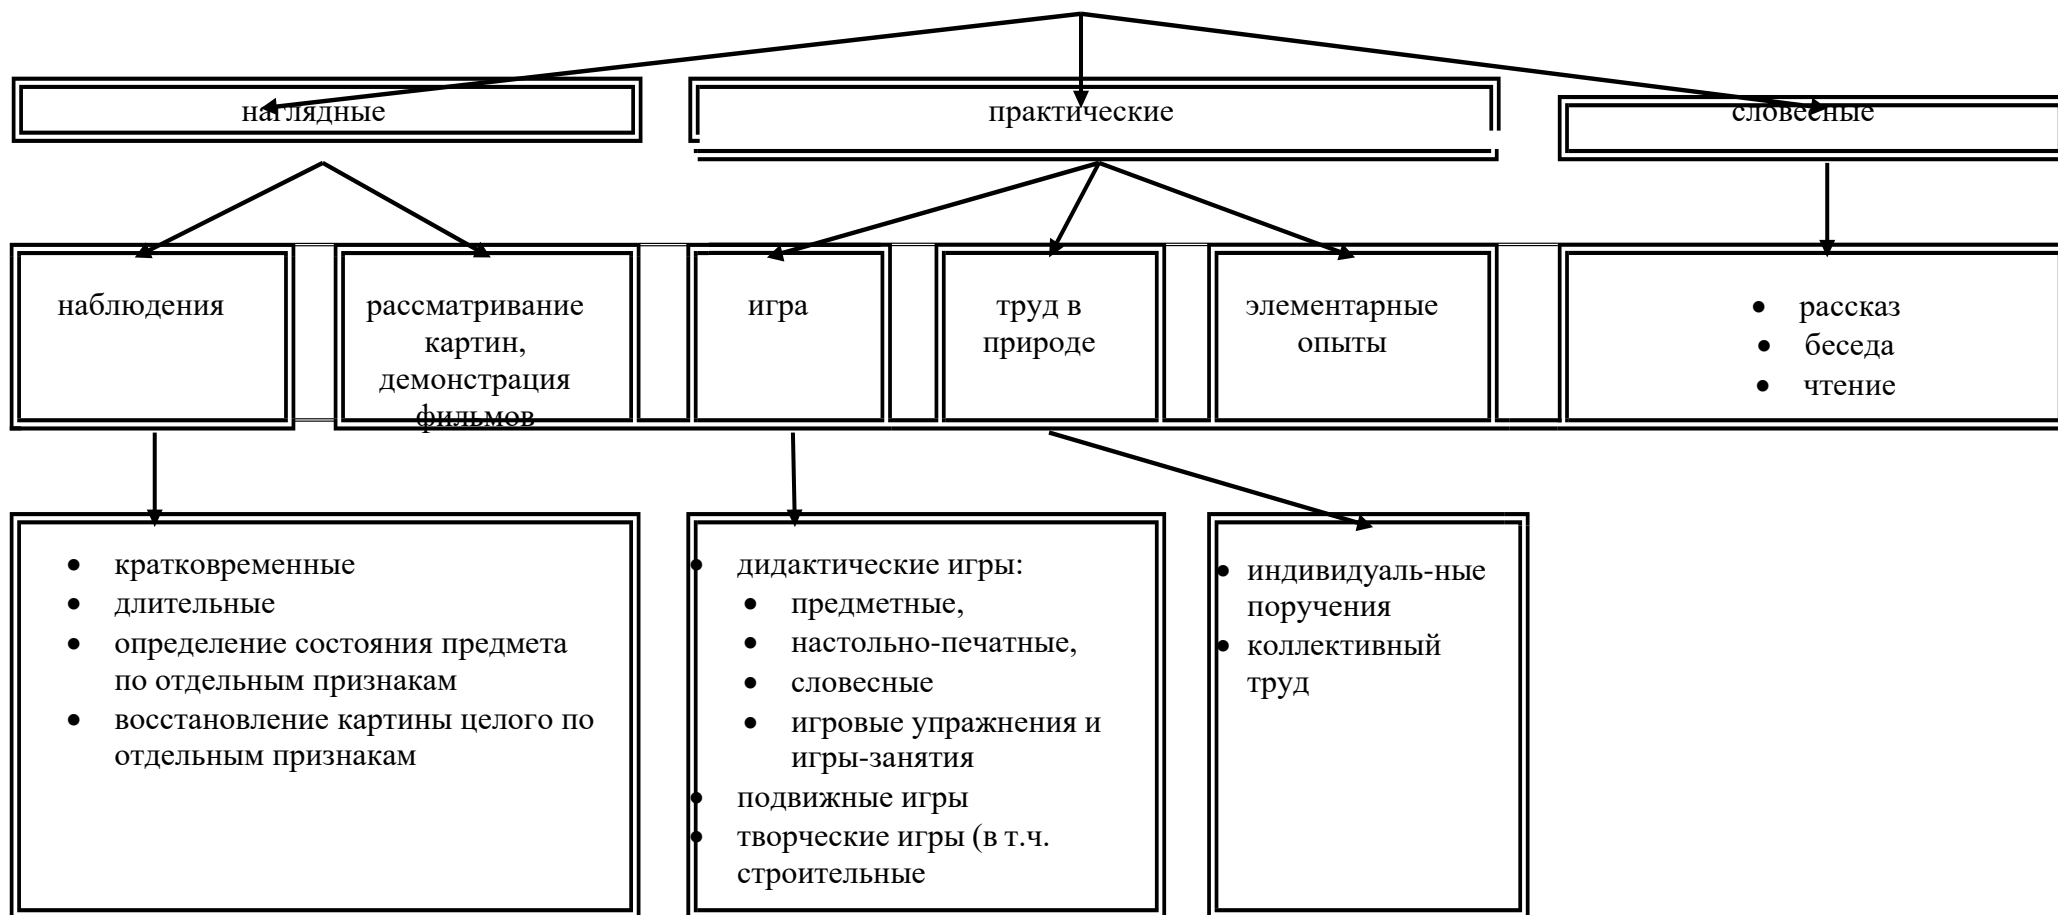 наглядные
практические
словесные
наблюдения
рассматривание
картин,
демонстрация
фильмов
игра
труд в
природе
элементарные
опыты
• рассказ
• беседа
• чтение
• кратковременные
• длительные
• определение состояния предмета
по отдельным признакам
• восстановление картины целого по
отдельным признакам
• дидактические игры:
• предметные,
• настольно-печатные,
• словесные
• игровые упражнения и
игры-занятия
• подвижные игры
• творческие игры (в т.ч.
строительные
• индивидуаль-ные
поручения
• коллективный
труд